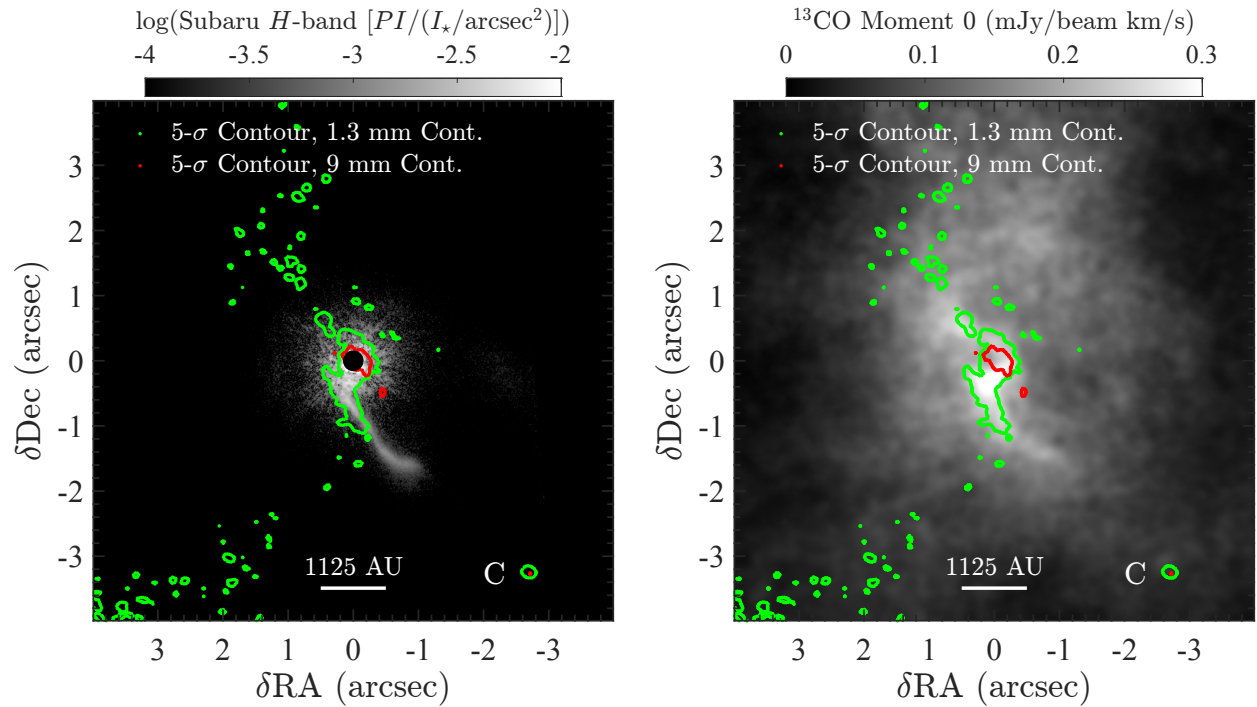 log(Subaru H-band [PI/(I⋆/arcsec²)])
-4 -3.5 -3 -2.5 -2
5-σ Contour, 1.3 mm Cont.
5-σ Contour, 9 mm Cont.
3
2
1
0
-1
-2
-3
δDec (arcsec)
1125 AU
C
3 2 1 0 -1 -2 -3
δRA (arcsec)
¹³CO Moment 0 (mJy/beam km/s)
0 0.1 0.2 0.3
5-σ Contour, 1.3 mm Cont.
5-σ Contour, 9 mm Cont.
3
2
1
0
-1
-2
-3
δDec (arcsec)
1125 AU
C
4 3 2 1 0 -1 -2 -3
δRA (arcsec)